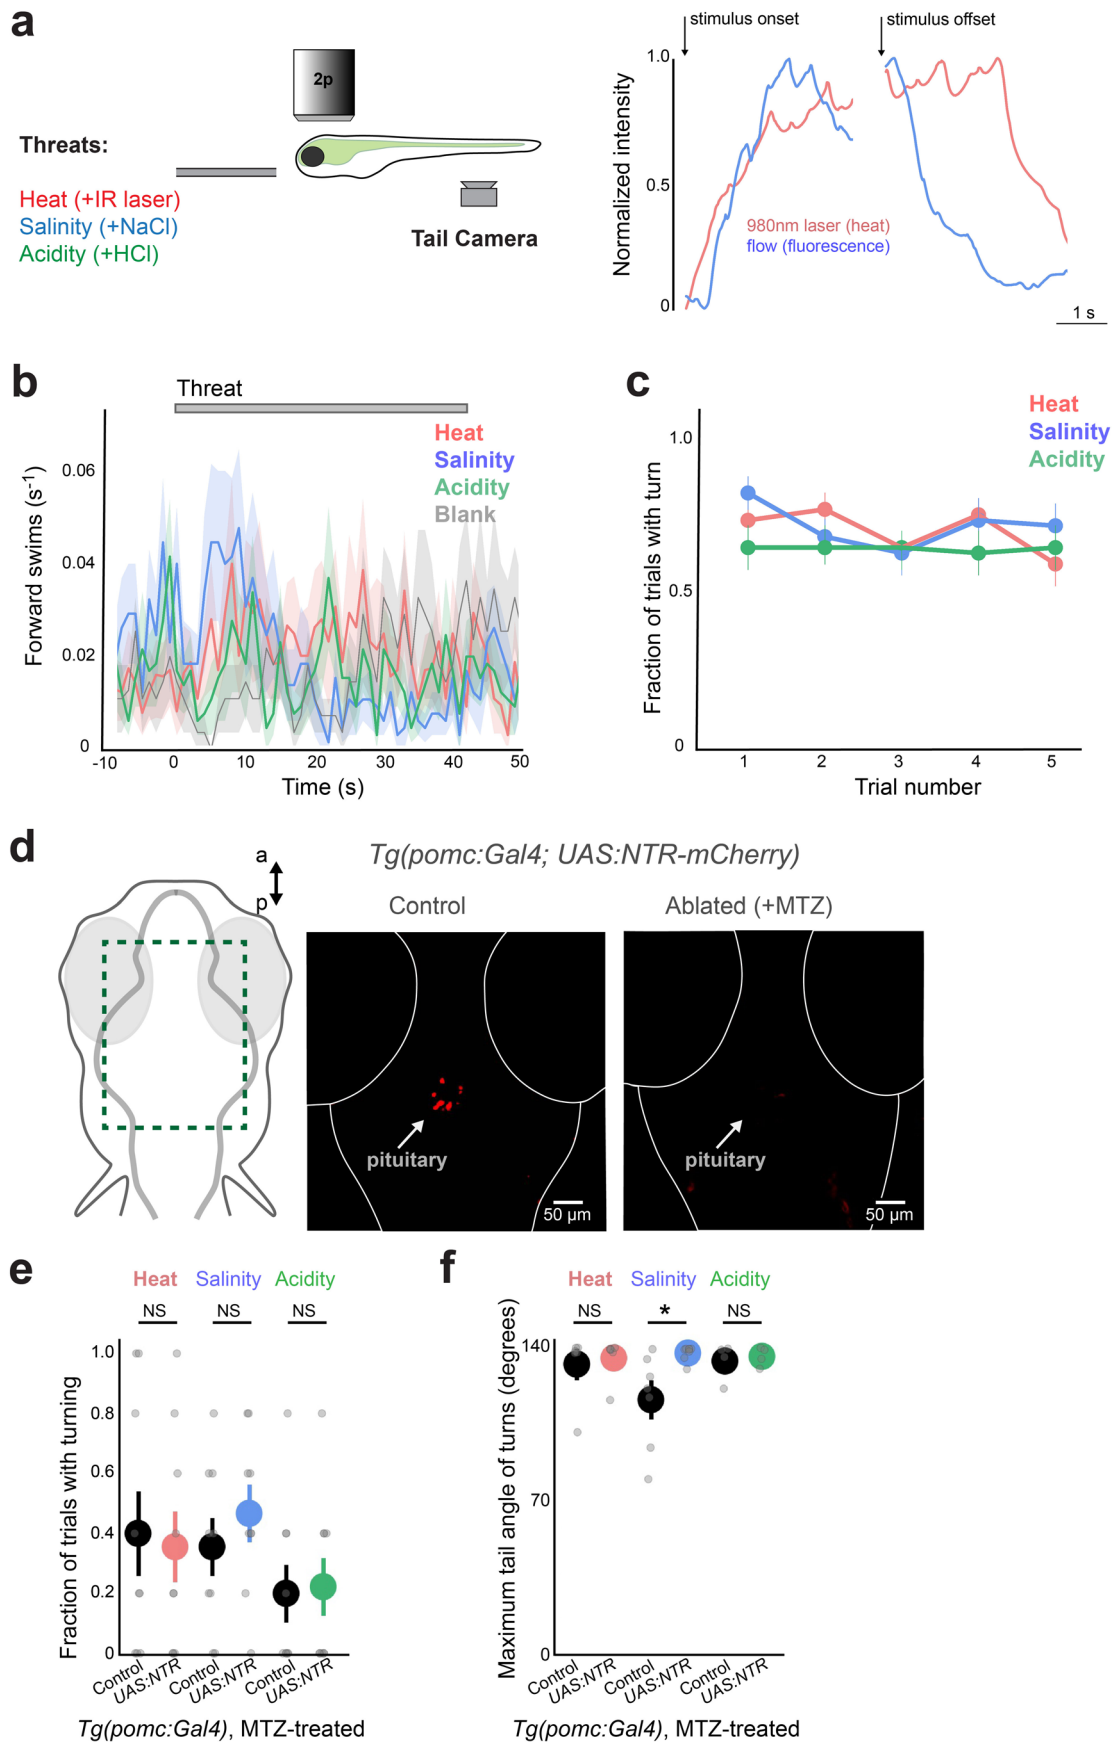 a
2p
Threats:
Heat (+IR laser)
Salinity (+NaCl)
Acidity (+HCl)
Tail Camera
stimulus onset
stimulus offset
Normalized intensity
1.0
0.5
0
980nm laser (heat)
flow (fluorescence)
1 s
b
Threat
Heat
Salinity
Acidity
Blank
Forward swims (s-1)
0.06
0.04
0.02
0
-10 0 10 20 30 40 50
Time (s)
c
Heat
Salinity
Acidity
Fraction of trials with turn
1.0
0.5
0
1 2 3 4 5
Trial number
d
a
p
Tg(pomc:Gal4; UAS:NTR-mCherry)
Control
Ablated (+MTZ)
pituitary
50 µm
pituitary
50 µm
e
Heat Salinity Acidity
NS NS NS
Fraction of trials with turning
1.0
0.8
0.6
0.4
0.2
0
Control UAS:NTR Control UAS:NTR Control UAS:NTR
Tg(pomc:Gal4), MTZ-treated
f
Heat Salinity Acidity
NS * NS
Maximum tail angle of turns (degrees)
140
70
0
Control UAS:NTR Control UAS:NTR Control UAS:NTR
Tg(pomc:Gal4), MTZ-treated